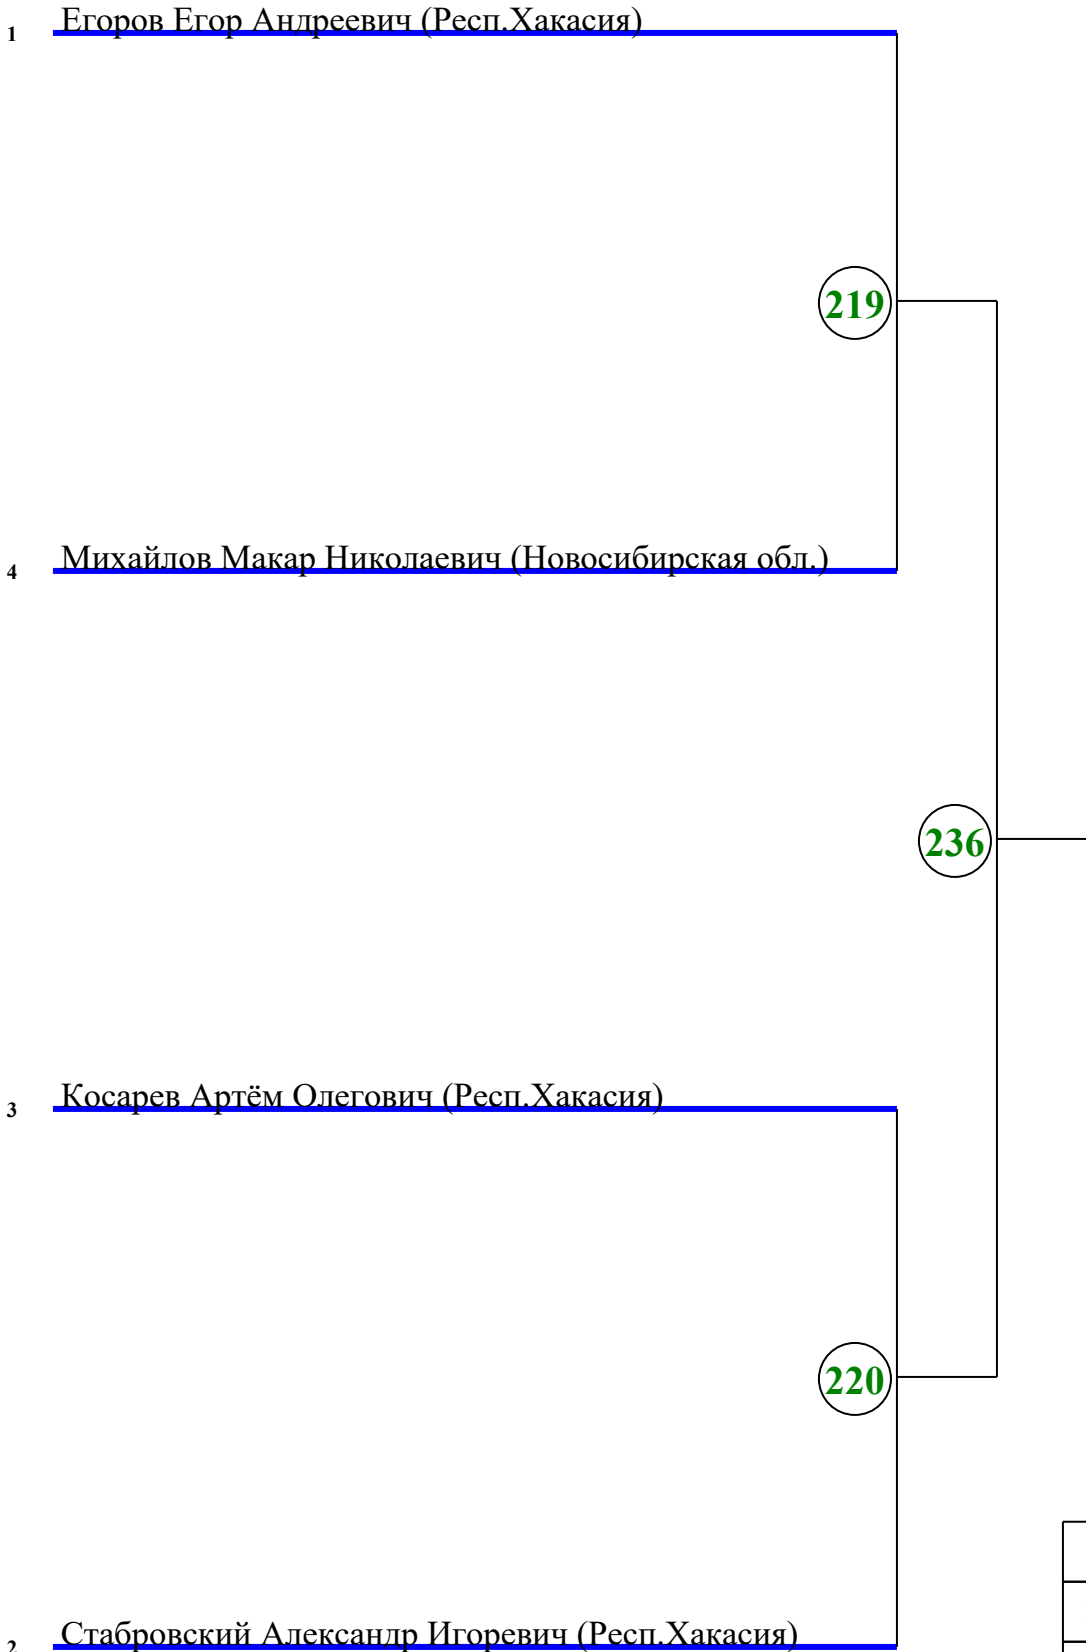 1 Егоров Егор Андреевич (Респ.Хакасия)
219
4 Михайлов Макар Николаевич (Новосибирская обл.)
236
3 Косарев Артём Олегович (Респ.Хакасия)
220
2 Стабровский Александр Игоревич (Респ.Хакасия)